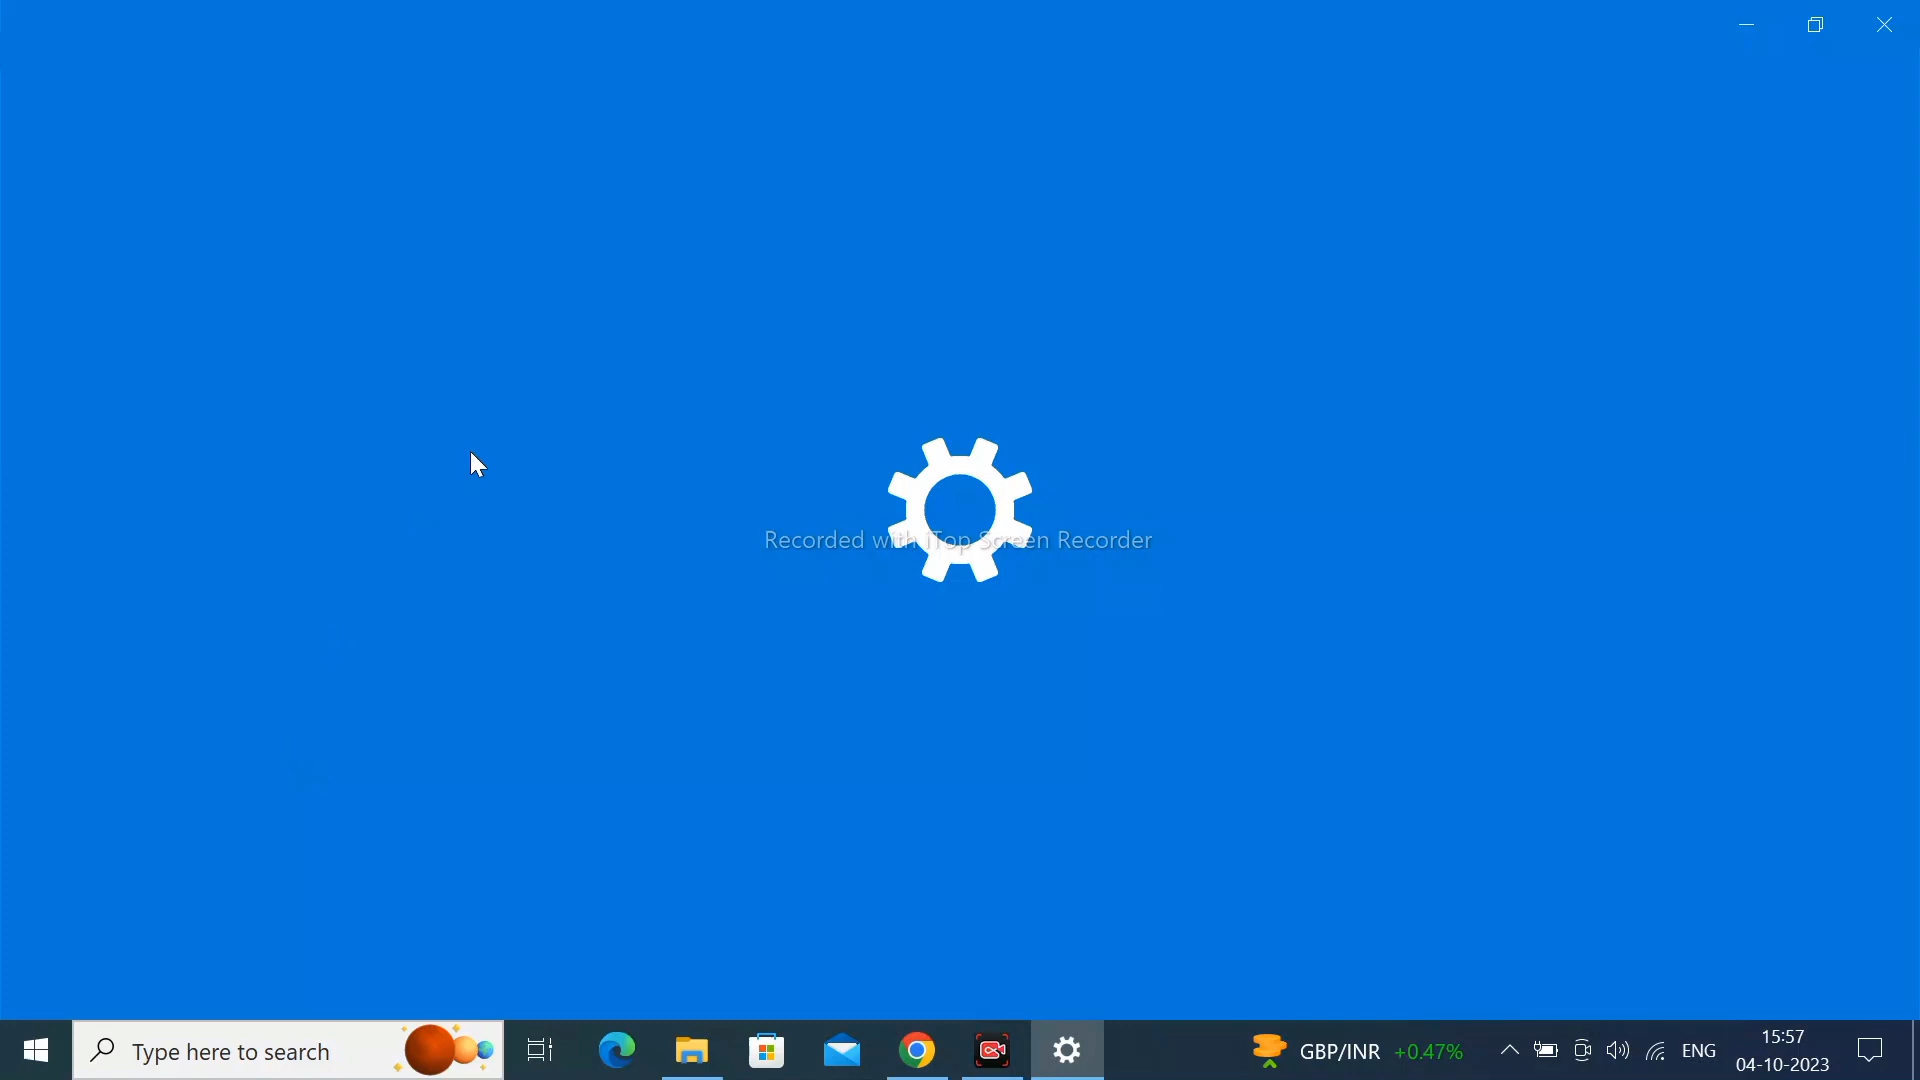 Recorded with iTop Screen Recorder
Type here to search
GBP/INR +0.47%
ENG
15:57
04-10-2023